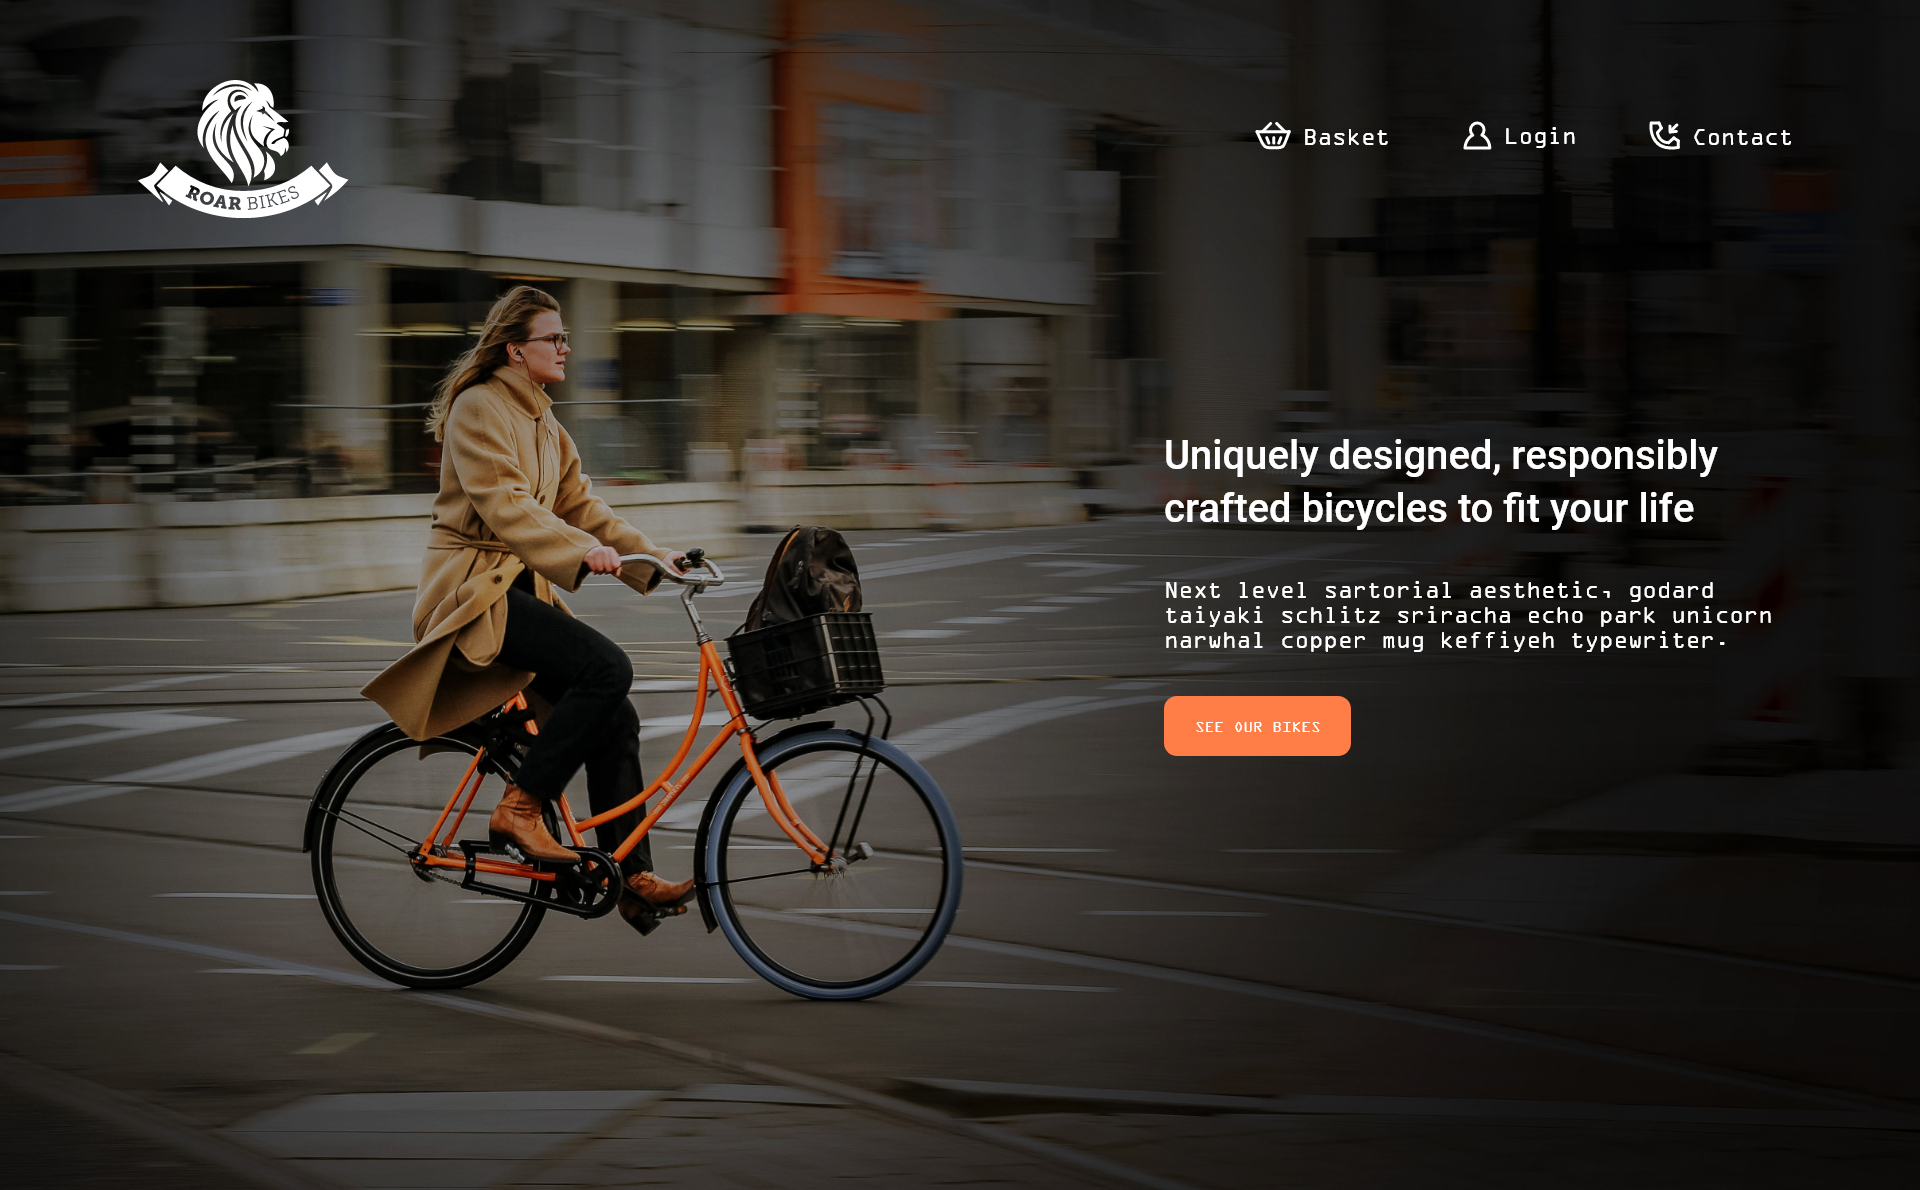 ROAR BIKES
Basket
Login
Contact
Uniquely designed, responsibly
crafted bicycles to fit your life
Next level sartorial aesthetic, godard
taiyaki schlitz sriracha echo park unicorn
narwhal copper mug keffiyeh typewriter.
SEE OUR BIKES